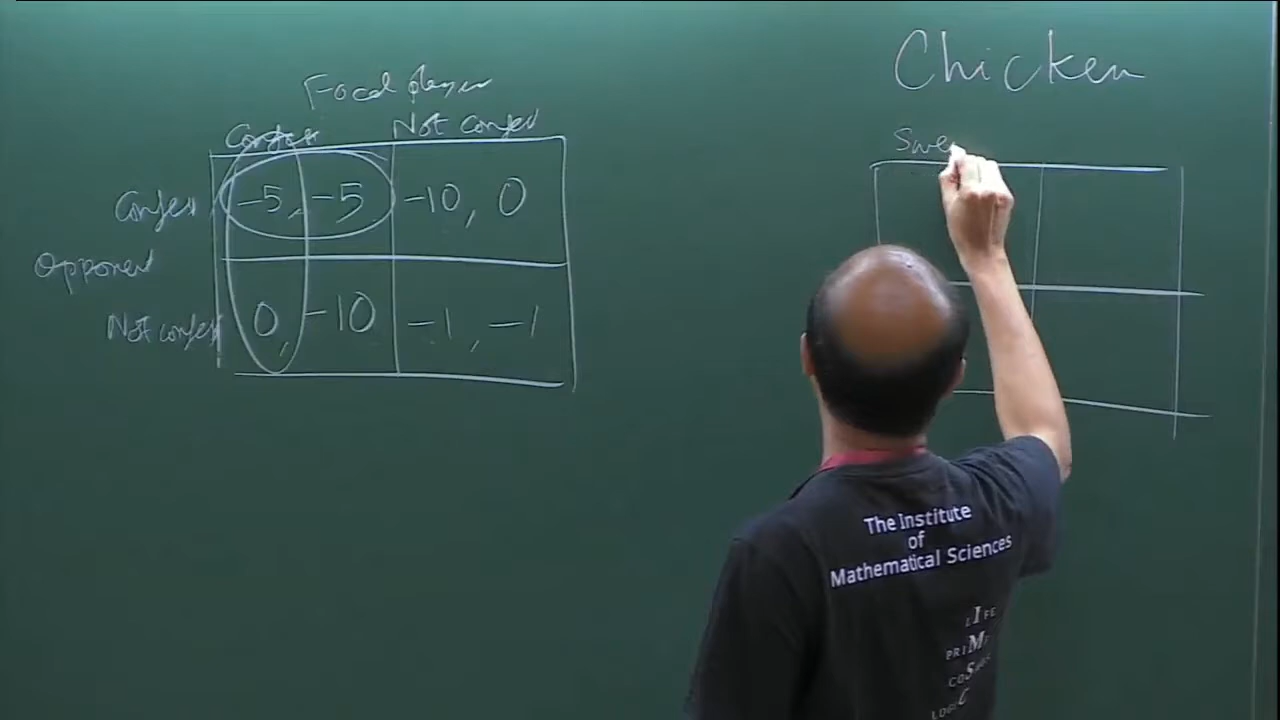 Focal player
Confess Not confess
Confess -5, -5 -10, 0
Opponent
Not confess 0, -10 -1, -1
Chicken
Swe
The Institute
of
Mathematical Sciences
LIFE